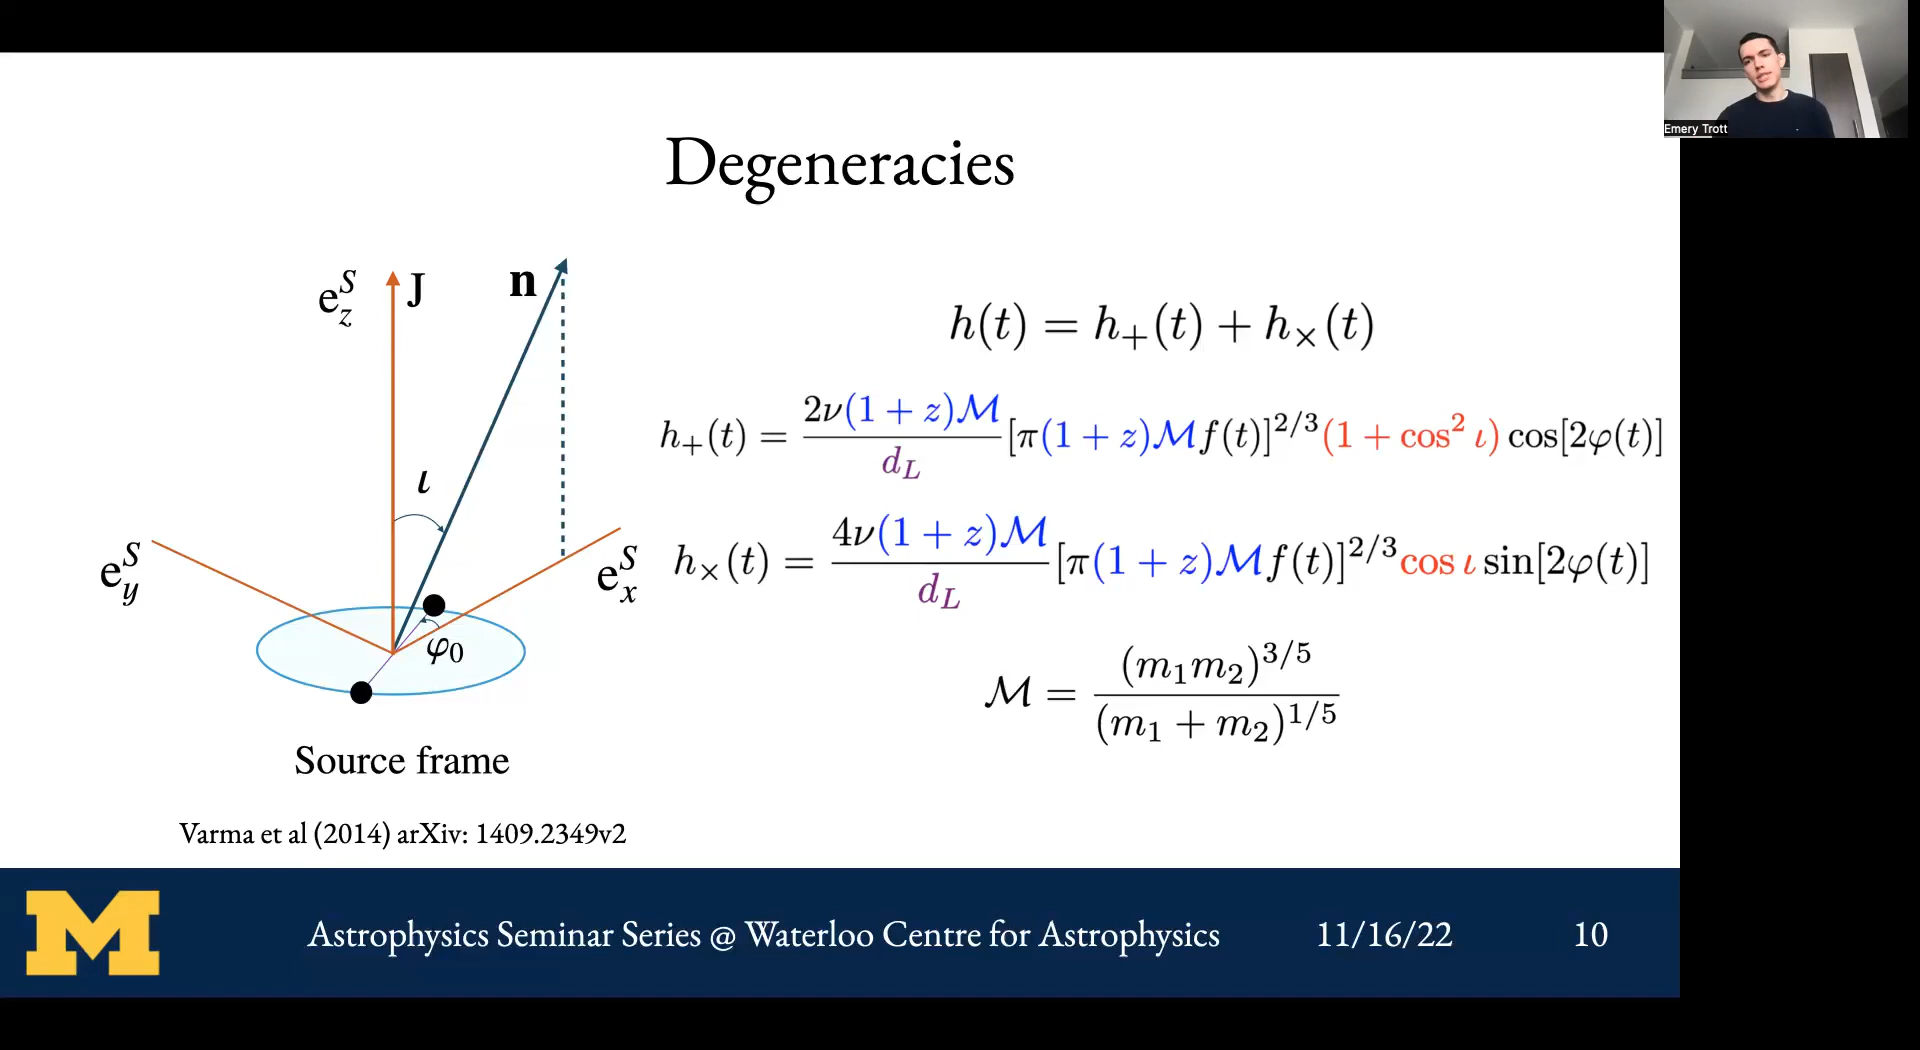 Emery Trott
Degeneracies
e_z^S J n
h(t) = h_+(t) + h_×(t)
h_+(t) = \frac{2ν(1 + z)ℳ}{d_L}[π(1 + z)ℳf(t)]^{2/3}(1 + cos² ι) cos[2φ(t)]
ι
h_×(t) = \frac{4ν(1 + z)ℳ}{d_L}[π(1 + z)ℳf(t)]^{2/3}cos ι sin[2φ(t)]
e_y^S e_x^S
φ_0
ℳ = \frac{(m_1m_2)^{3/5}}{(m_1 + m_2)^{1/5}}
Source frame
Varma et al (2014) arXiv: 1409.2349v2
M Astrophysics Seminar Series @ Waterloo Centre for Astrophysics 11/16/22 10